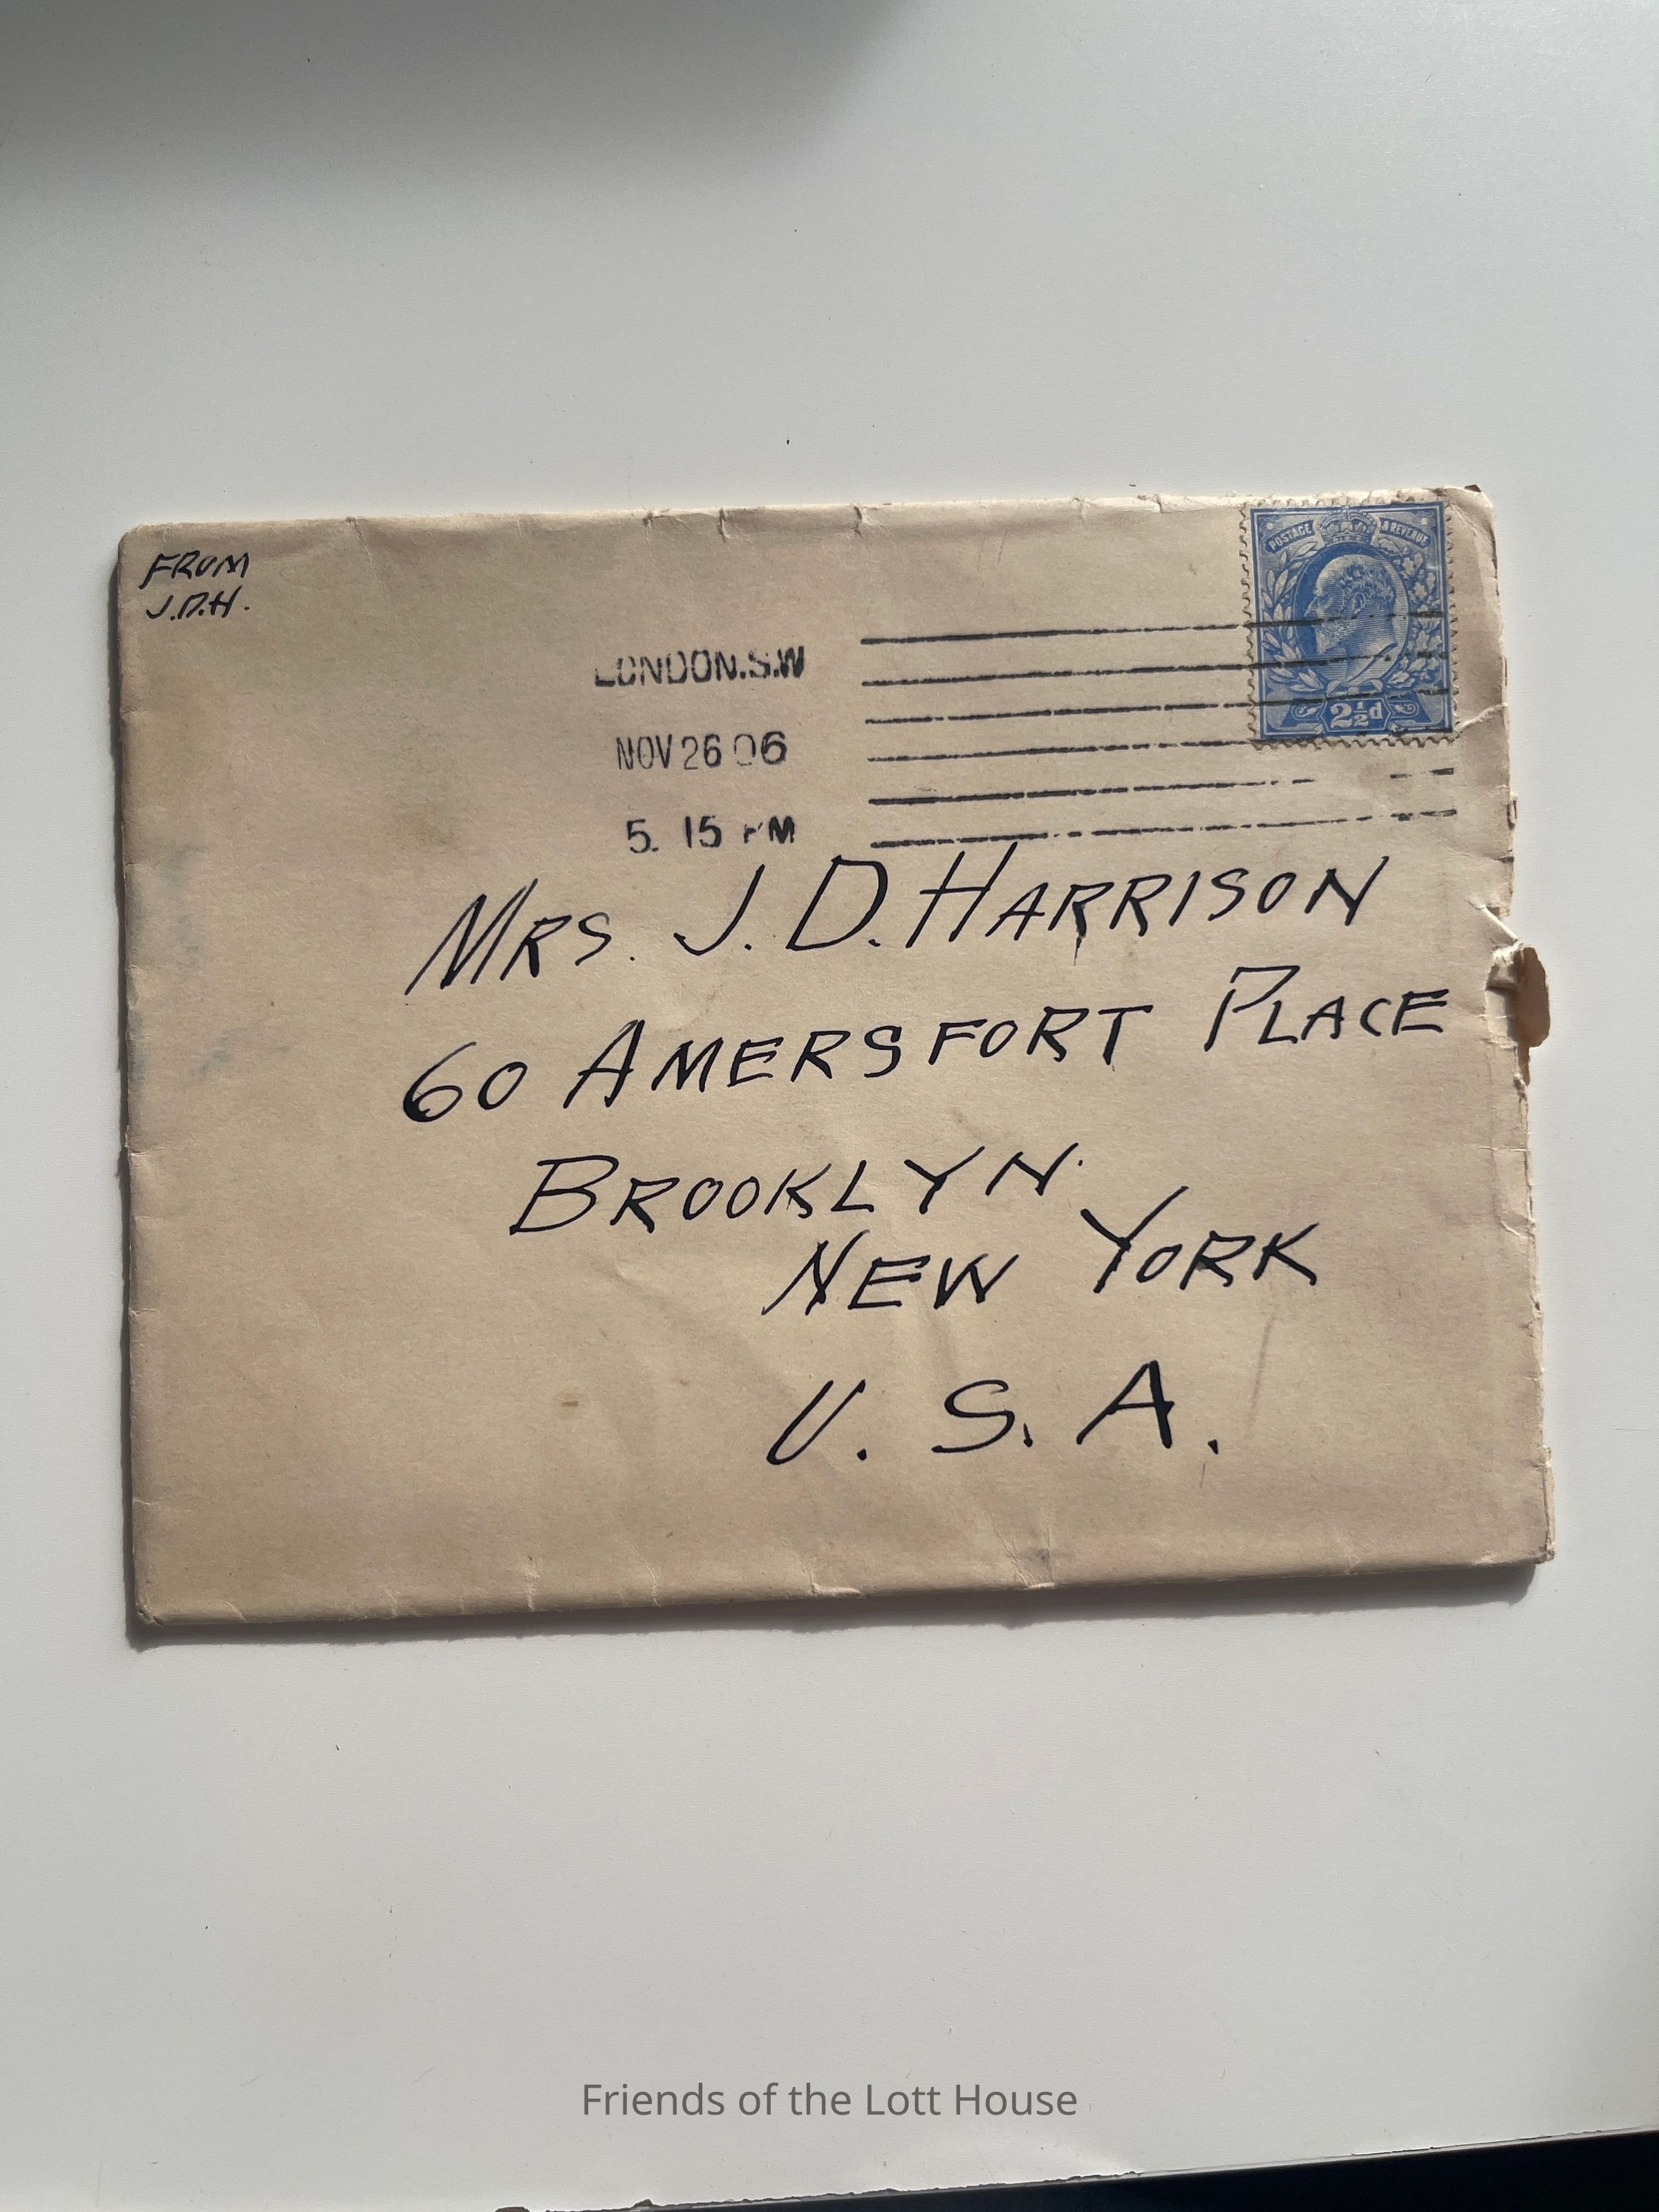 FROM
J.D.H.
POSTAGE & REVENUE
2½d
LONDON.S.W
NOV 26 06
5. 15 PM
MRS. J. D. HARRISON
60 AMERSFORT PLACE
BROOKLYN.
NEW YORK
U. S. A.
Friends of the Lott House